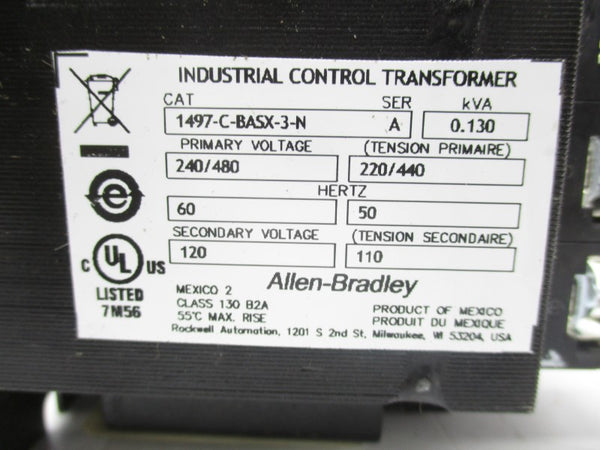 INDUSTRIAL CONTROL TRANSFORMER
CAT SER kVA
1497-C-BASX-3-N A 0.130
PRIMARY VOLTAGE (TENSION PRIMAIRE)
240/480 220/440
HERTZ
60 50
SECONDARY VOLTAGE (TENSION SECONDAIRE)
120 110
e
C UL US
LISTED
7M56
Allen-Bradley
MEXICO 2
CLASS 130 B2A
55°C MAX. RISE
PRODUCT OF MEXICO
PRODUIT DU MEXIQUE
Rockwell Automation, 1201 S 2nd St, Milwaukee, WI 53204, USA